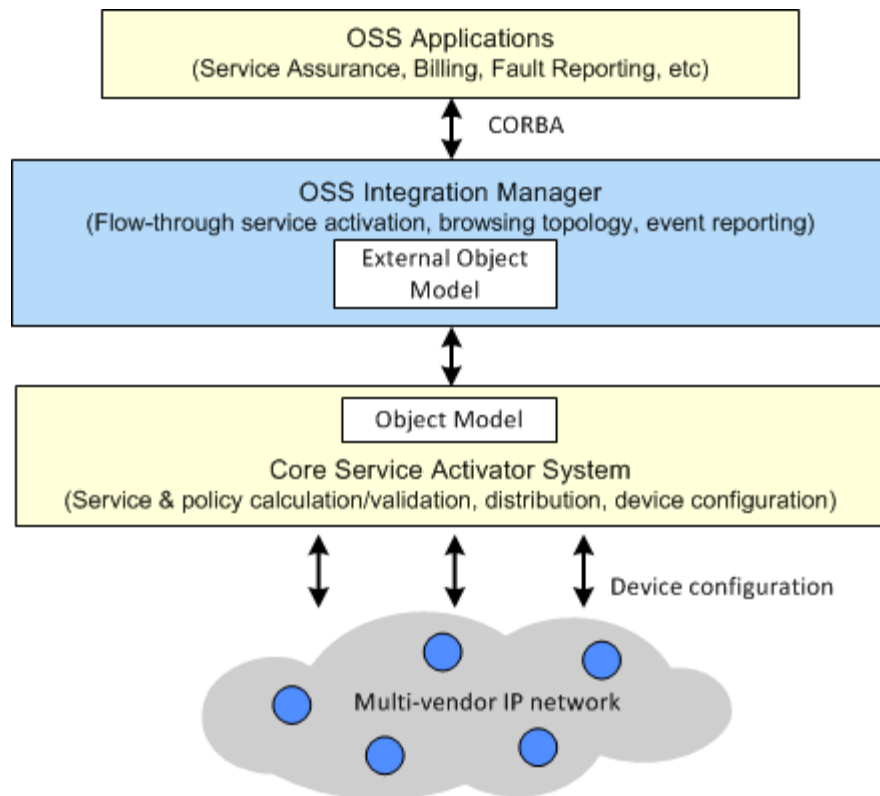 OSS Applications
(Service Assurance, Billing, Fault Reporting, etc)
CORBA
OSS Integration Manager
(Flow-through service activation, browsing topology, event reporting)
External Object
Model
Object Model
Core Service Activator System
(Service & policy calculation/validation, distribution, device configuration)
Device configuration
Multi-vendor IP network